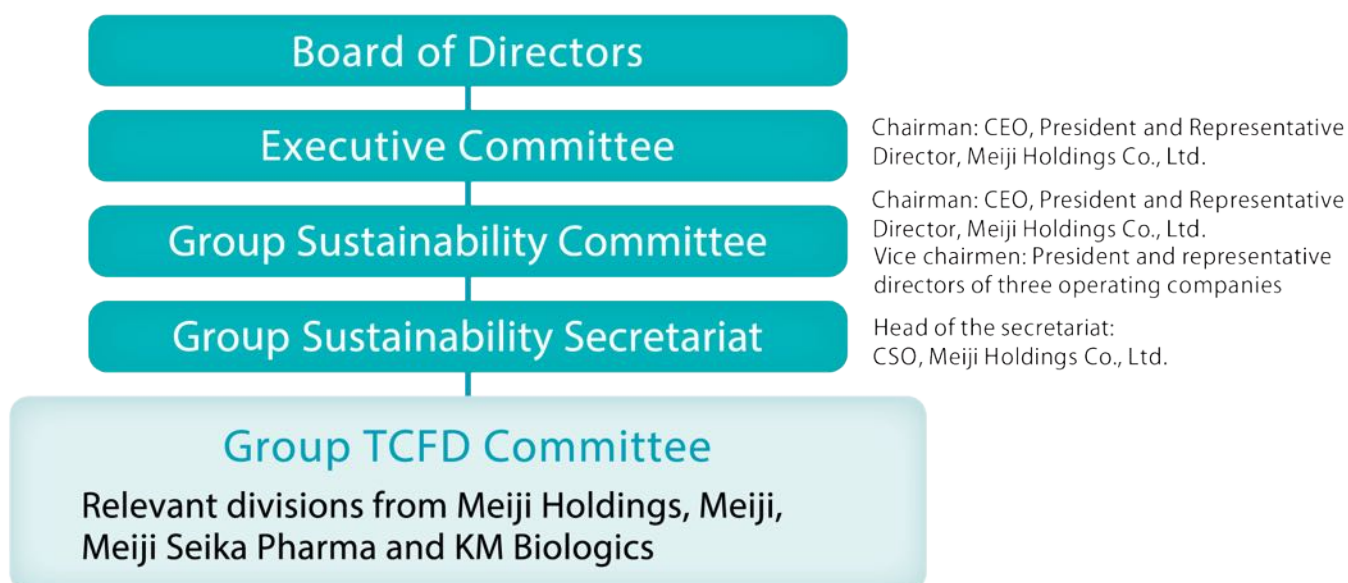 Board of Directors
Executive Committee
Chairman: CEO, President and Representative
Director, Meiji Holdings Co., Ltd.
Group Sustainability Committee
Chairman: CEO, President and Representative
Director, Meiji Holdings Co., Ltd.
Vice chairmen: President and representative
directors of three operating companies
Group Sustainability Secretariat
Head of the secretariat:
CSO, Meiji Holdings Co., Ltd.
Group TCFD Committee
Relevant divisions from Meiji Holdings, Meiji,
Meiji Seika Pharma and KM Biologics